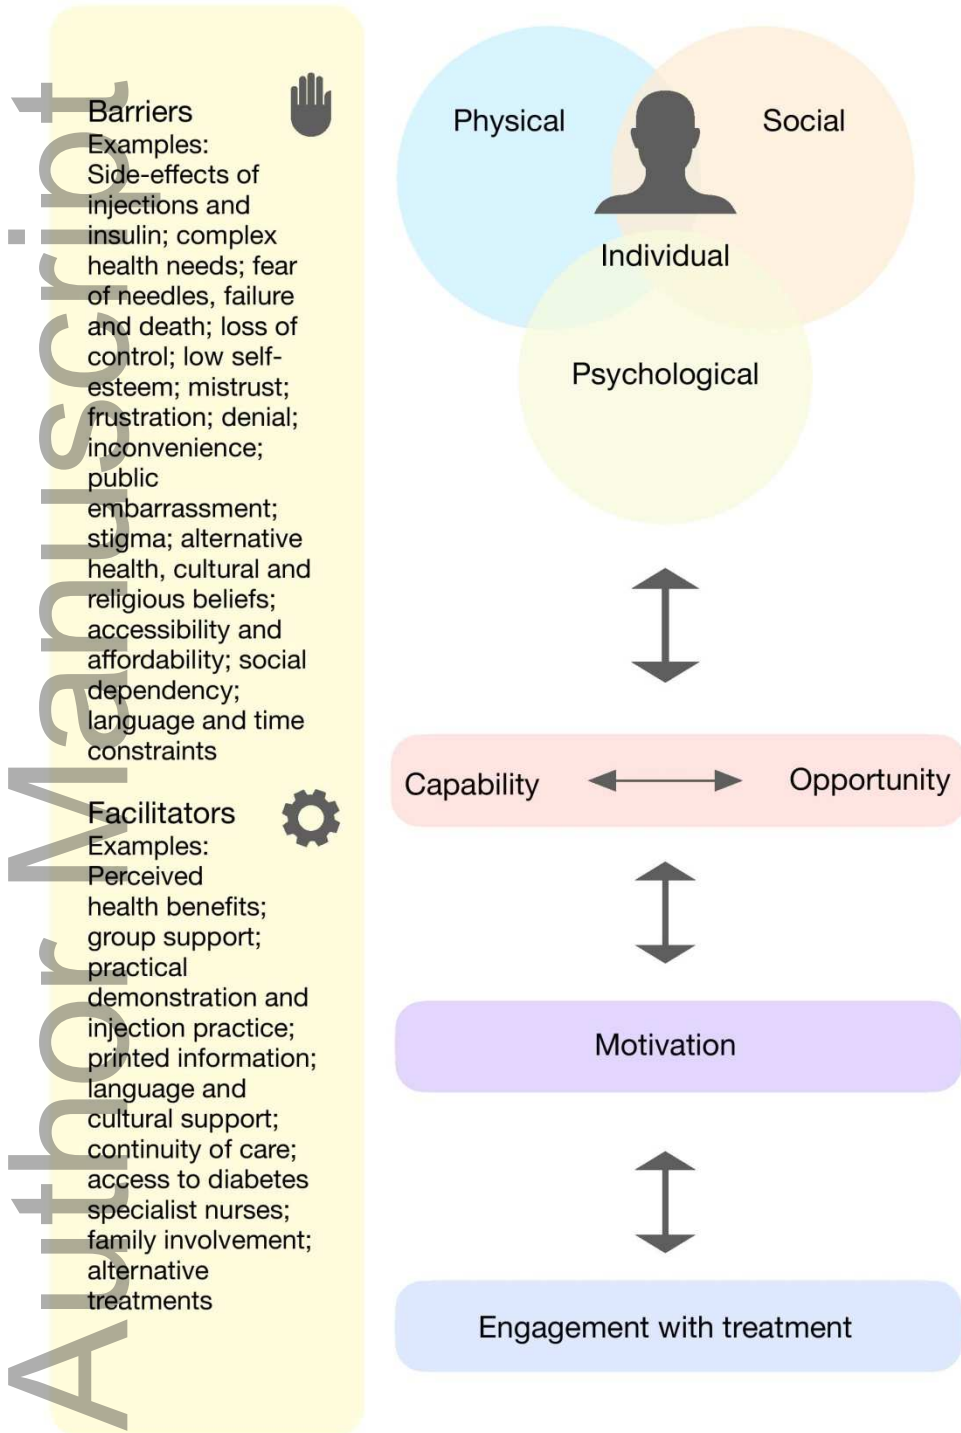 Author Manuscript
Barriers
Examples:
Side-effects of
injections and
insulin; complex
health needs; fear
of needles, failure
and death; loss of
control; low self-
esteem; mistrust;
frustration; denial;
inconvenience;
public
embarrassment;
stigma; alternative
health, cultural and
religious beliefs;
accessibility and
affordability; social
dependency;
language and time
constraints
Facilitators
Examples:
Perceived
health benefits;
group support;
practical
demonstration and
injection practice;
printed information;
language and
cultural support;
continuity of care;
access to diabetes
specialist nurses;
family involvement;
alternative
treatments
Physical
Social
Individual
Psychological
Capability
Opportunity
Motivation
Engagement with treatment